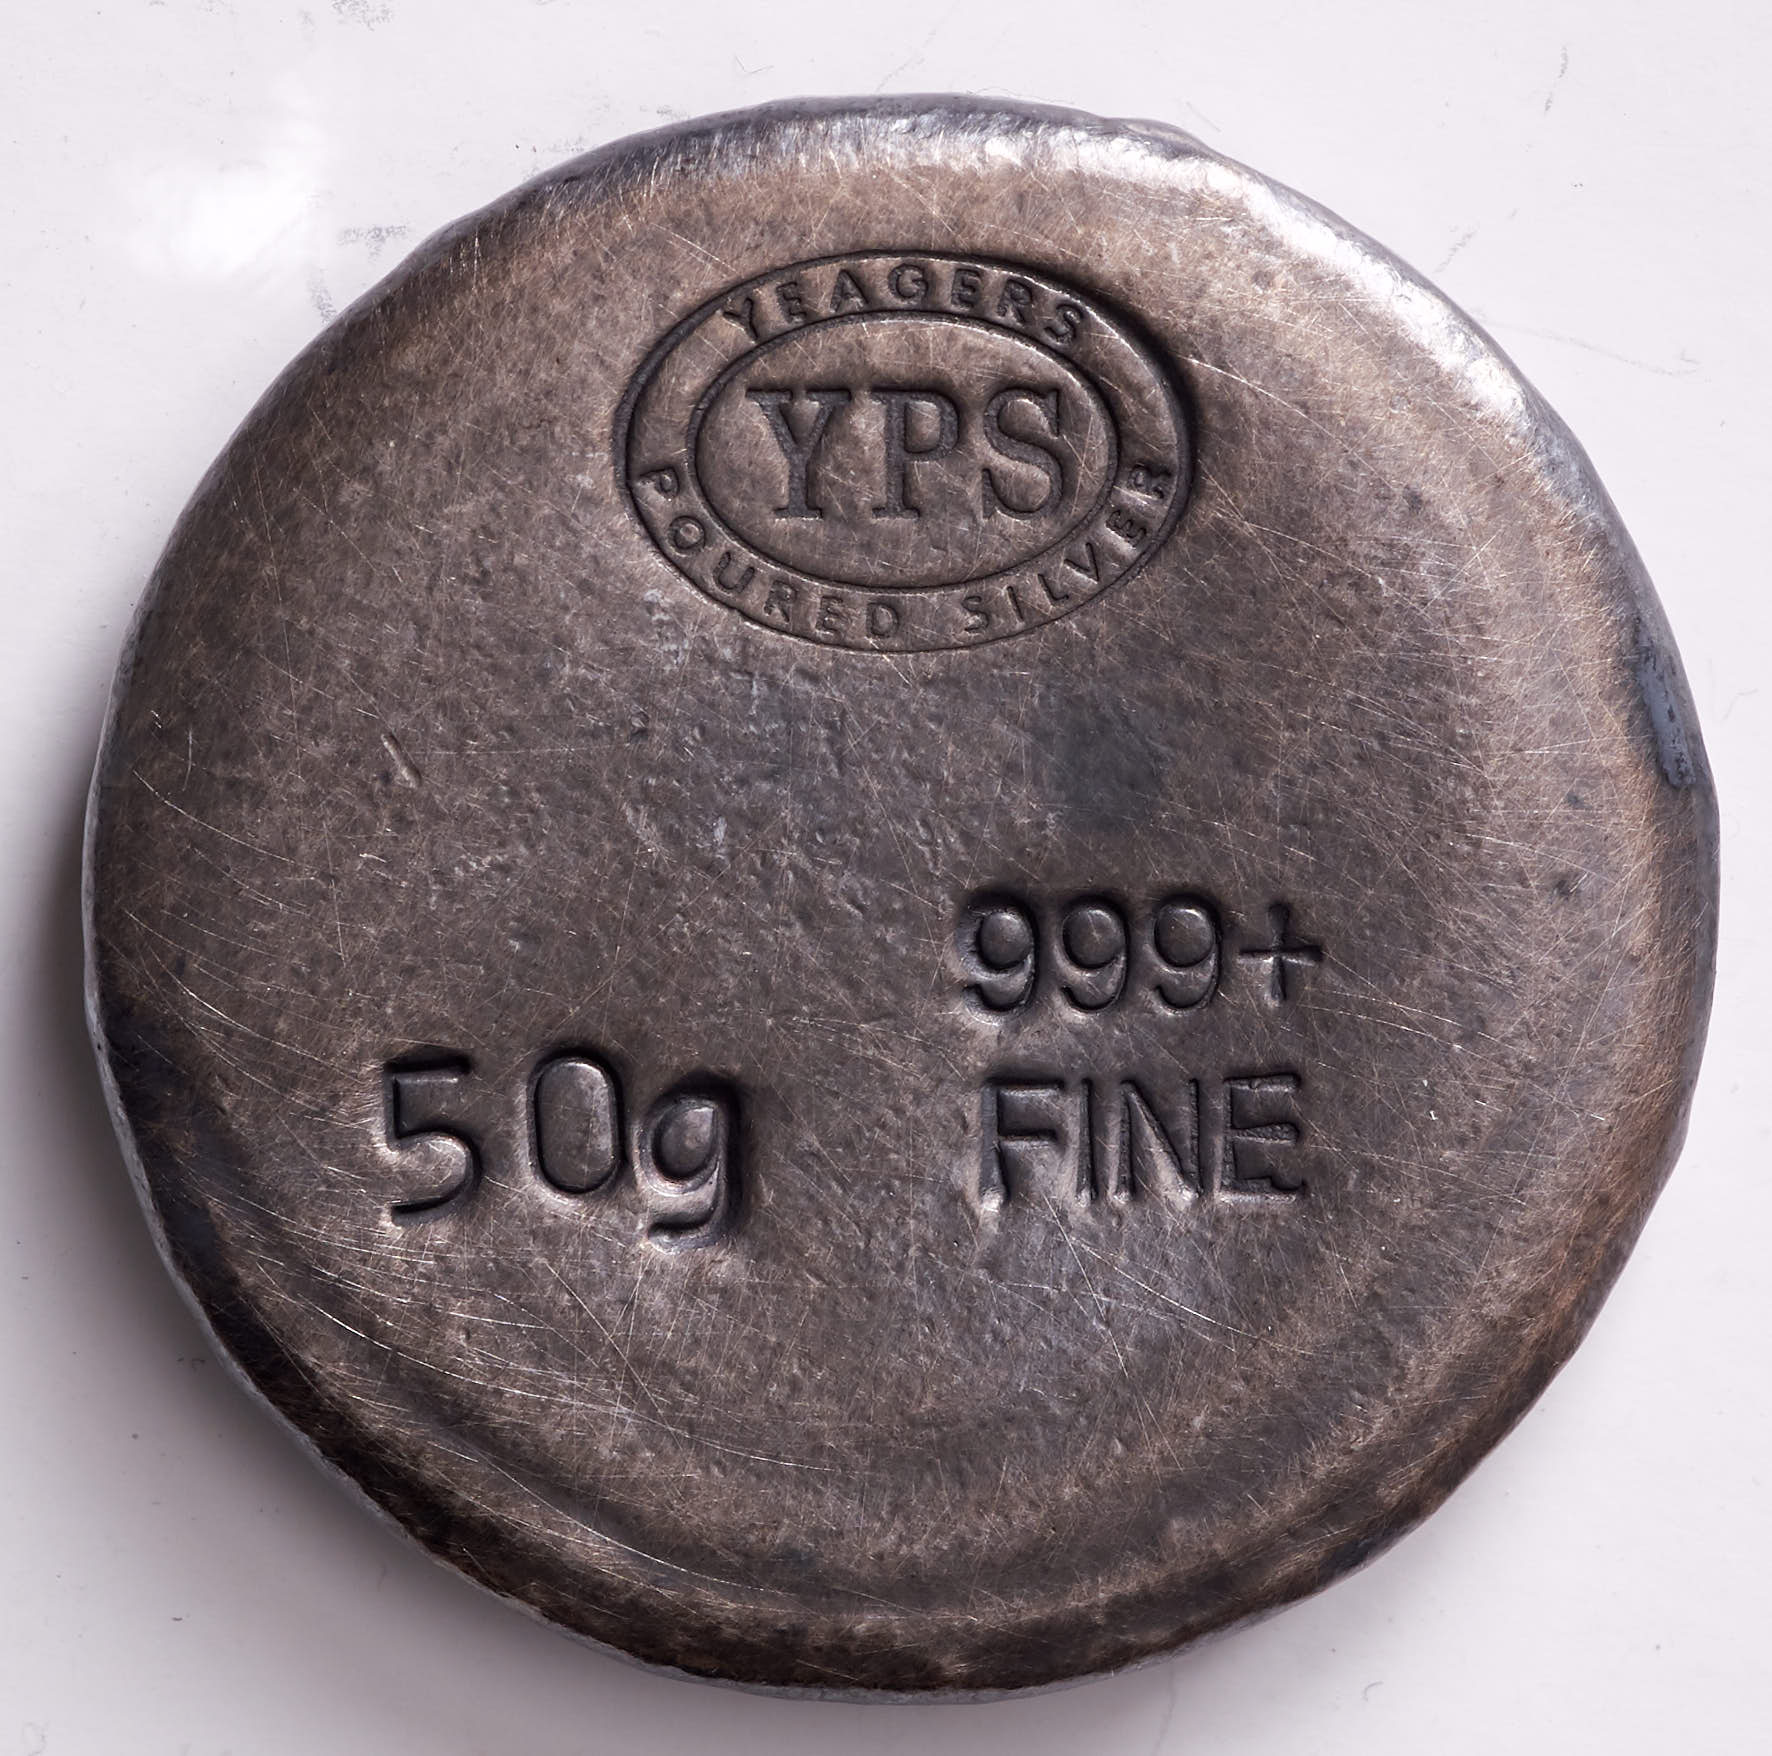 YEAGERS
YPS
POURED SILVER
999+
50g FINE